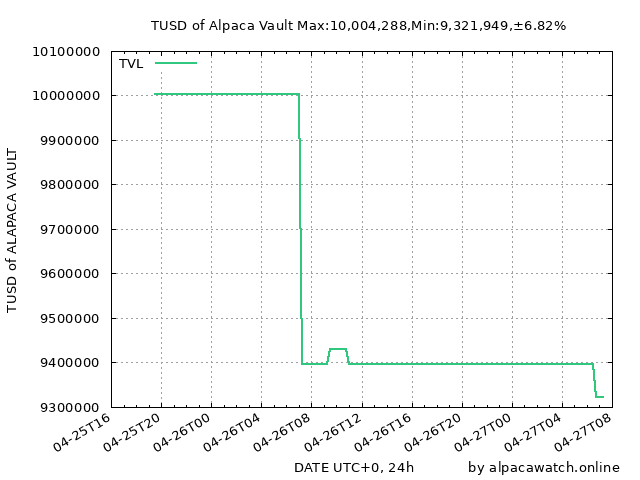 TUSD of Alpaca Vault Max:10,004,288,Min:9,321,949,±6.82%
TVL
10100000
10000000
9900000
9800000
9700000
9600000
9500000
9400000
9300000
TUSD of ALAPACA VAULT
04-25T16
04-25T20
04-26T00
04-26T04
04-26T08
04-26T12
04-26T16
04-26T20
04-27T00
04-27T04
04-27T08
DATE UTC+0, 24h
by alpacawatch.online